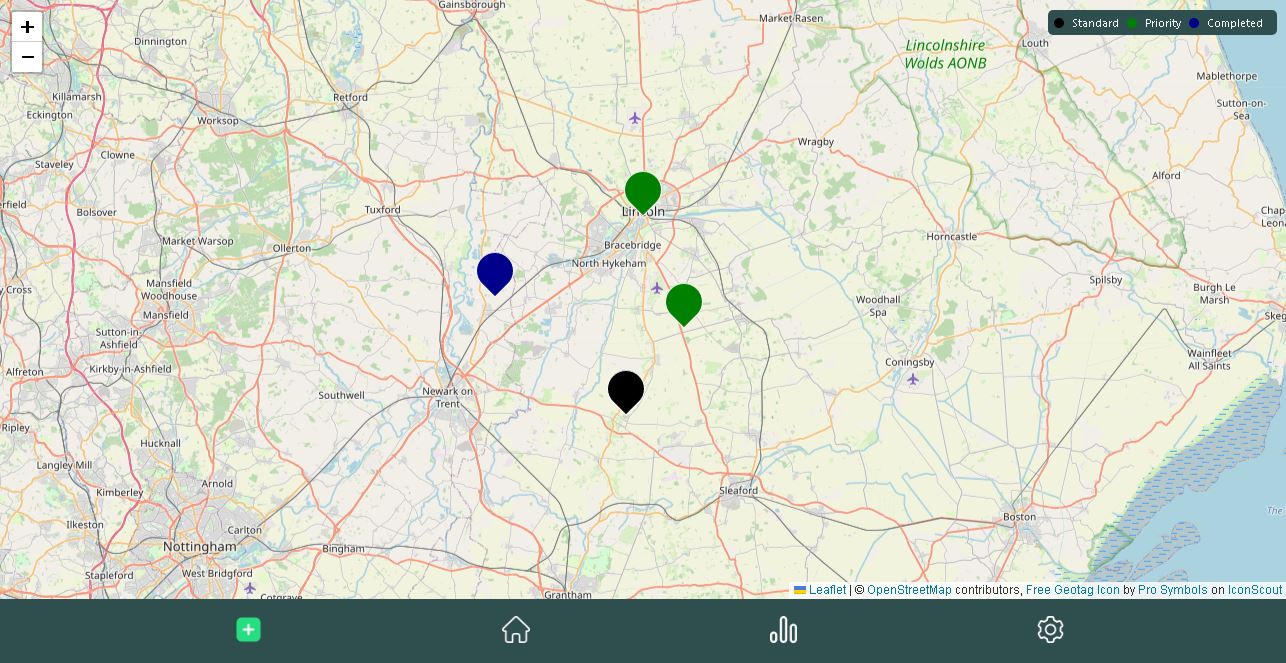 Gainsborough
Market Rasen
+
Standard Priority Completed
−
Dinnington
Lincolnshire
Wolds AONB
Louth
Mablethorpe
Killamarsh
Retford
Sutton-on-
Sea
Eckington
Worksop
Wragby
Clowne
Staveley
Alford
erfield
Bolsover
Tuxford
Lincoln
Chap
Leona
Market Warsop
Ollerton
Bracebridge
Horncastle
North Hykeham
Spilsby
y Cross
Mansfield
Woodhouse
Burgh Le
Marsh
Woodhall
Spa
Mansfield
Skeg
Sutton-in-
Ashfield
Wainfleet
All Saints
Alfreton
Kirkby-in-Ashfield
Coningsby
Southwell
Newark on
Trent
Ripley
Hucknall
Langley Mill
Arnold
Kimberley
Sleaford
Ilkeston
Carlton
Boston
The
Nottingham
Bingham
Stapleford
West Bridgford
Cotgrave
Grantham
Leaflet | © OpenStreetMap contributors, Free Geotag Icon by Pro Symbols on IconScout